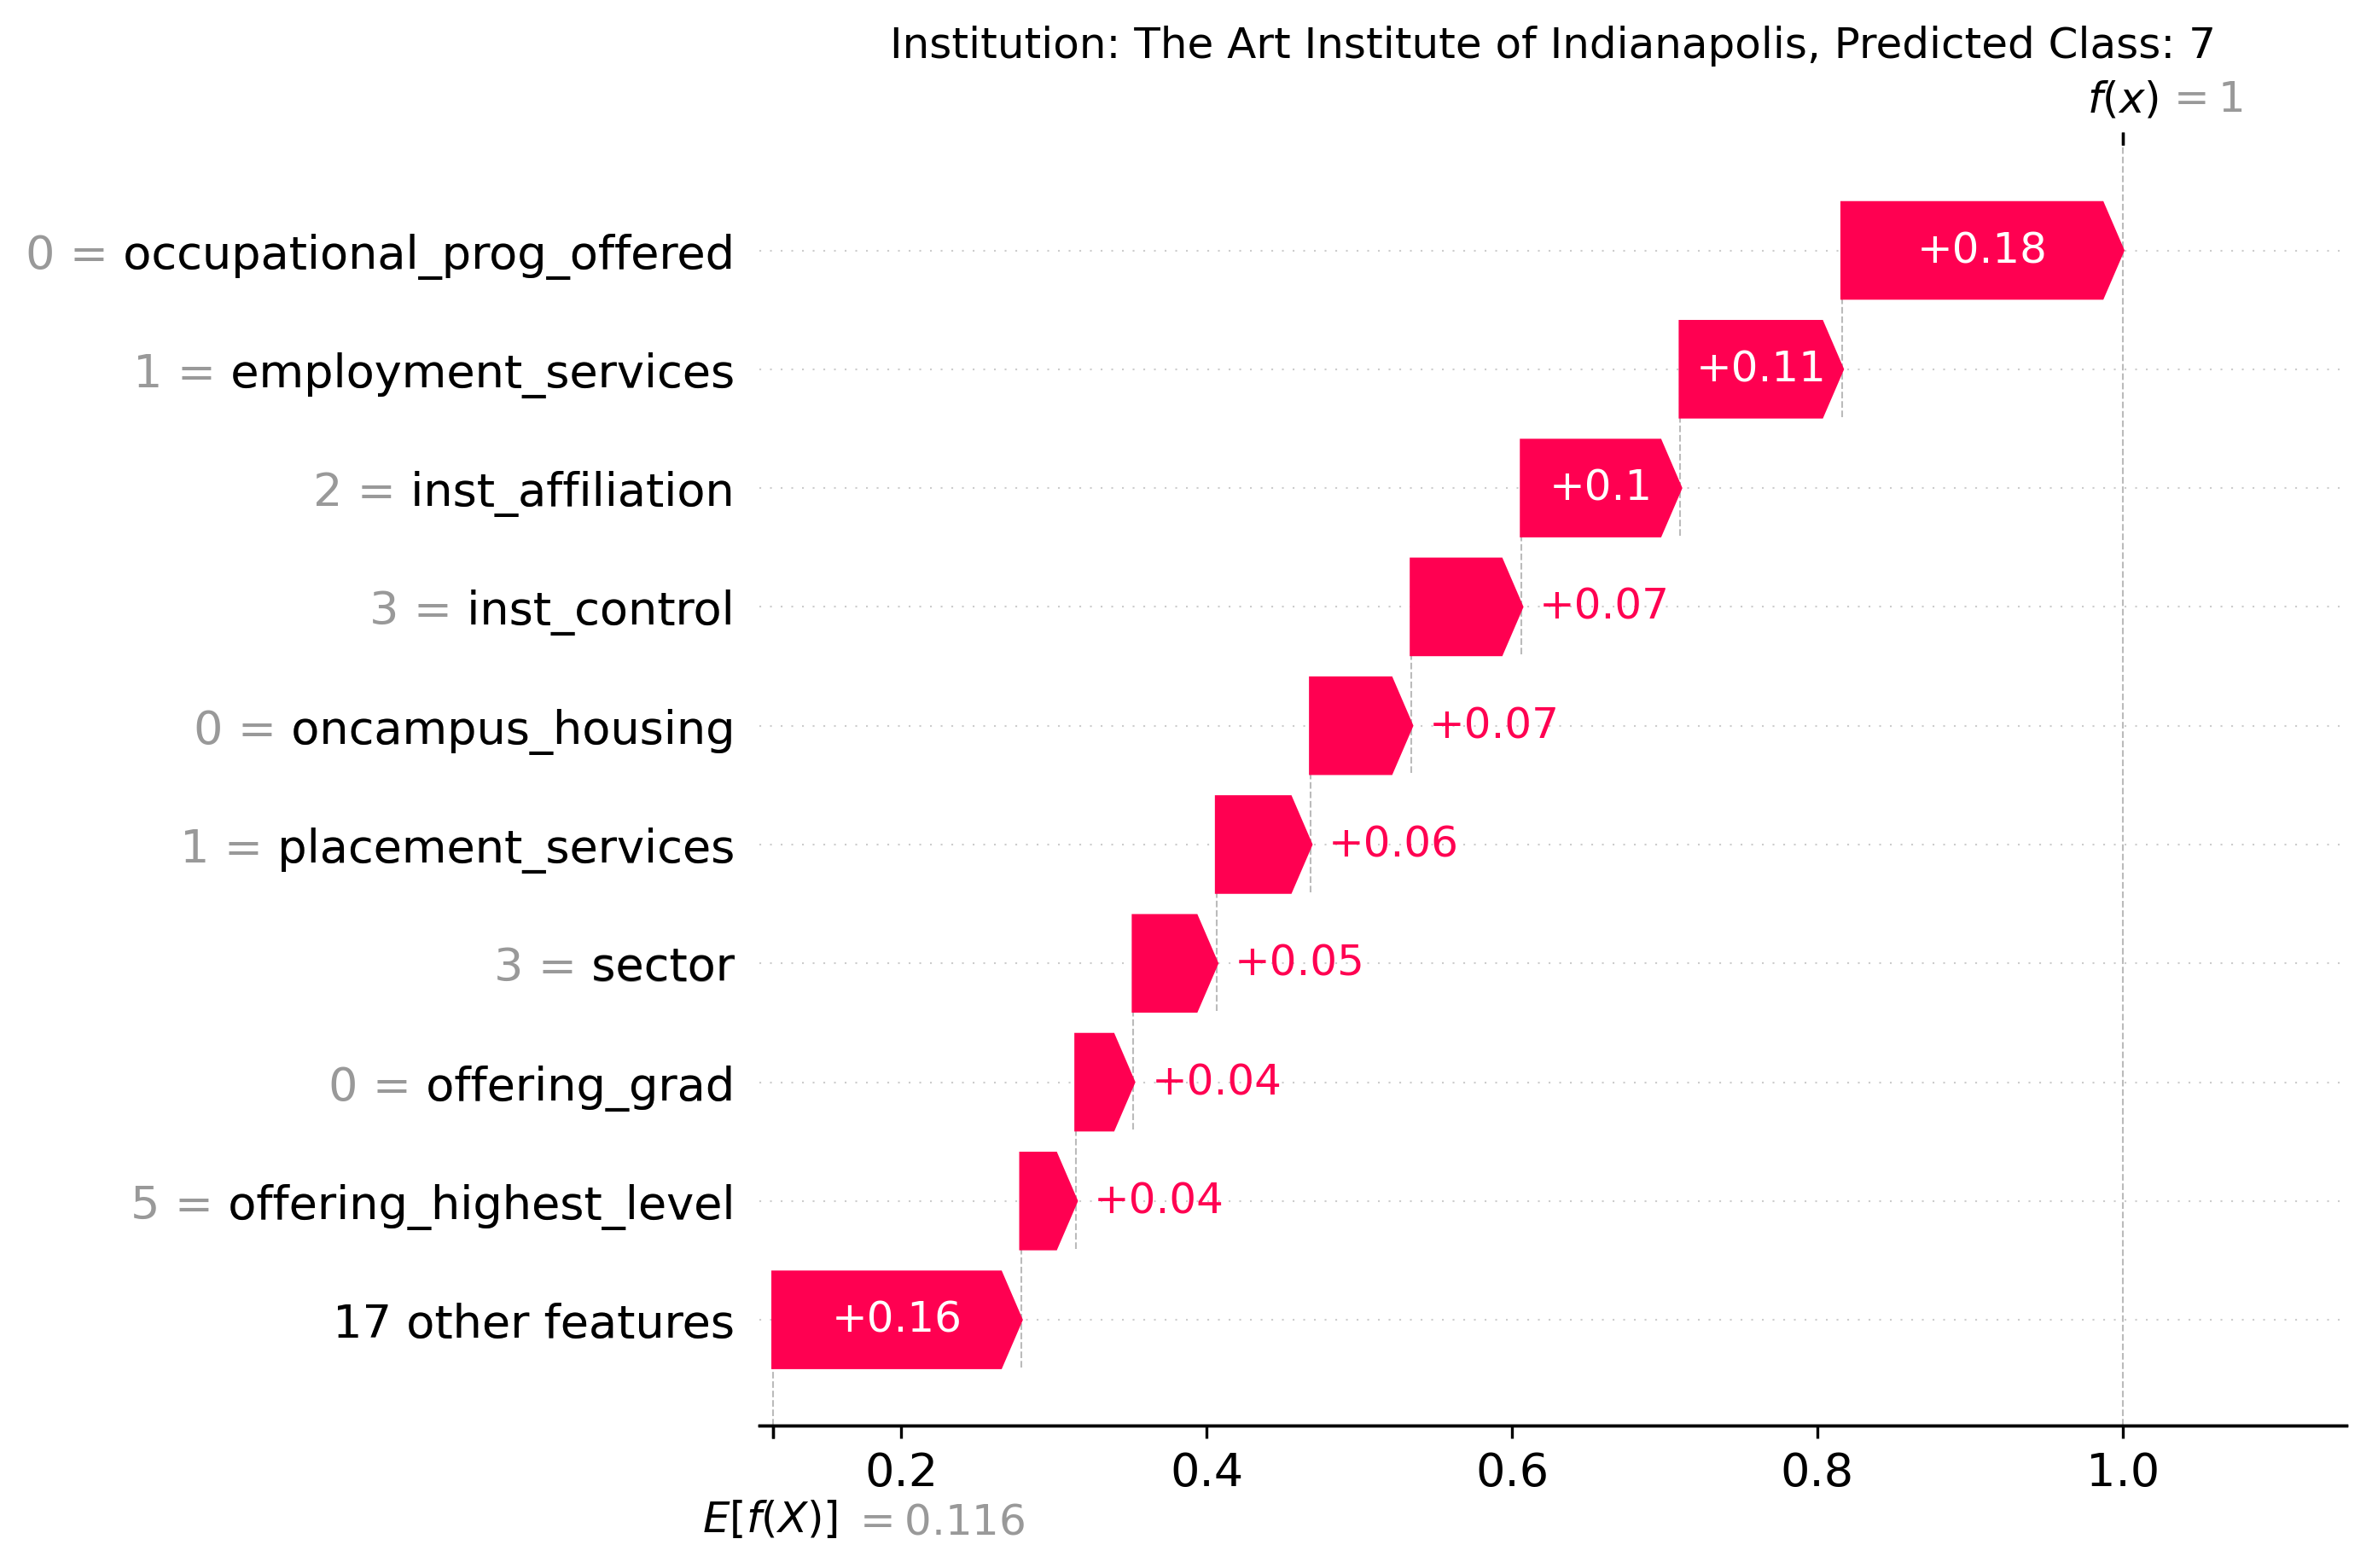 Institution: The Art Institute of Indianapolis, Predicted Class: 7
f(x) = 1
0 = occupational_prog_offered +0.18
1 = employment_services +0.11
2 = inst_affiliation +0.1
3 = inst_control +0.07
0 = oncampus_housing +0.07
1 = placement_services +0.06
3 = sector +0.05
0 = offering_grad +0.04
5 = offering_highest_level +0.04
17 other features +0.16
0.2 0.4 0.6 0.8 1.0
E[f(X)] = 0.116